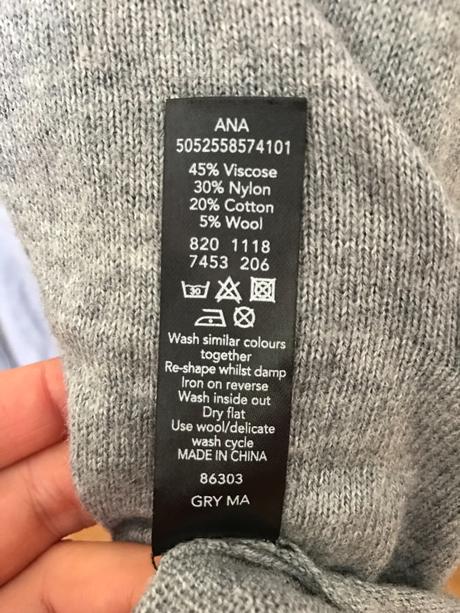 ANA
5052558574101
45% Viscose
30% Nylon
20% Cotton
5% Wool
820 1118
7453 206
30
Wash similar colours
together
Re-shape whilst damp
Iron on reverse
Wash inside out
Dry flat
Use wool/delicate
wash cycle
MADE IN CHINA
86303
GRY MA